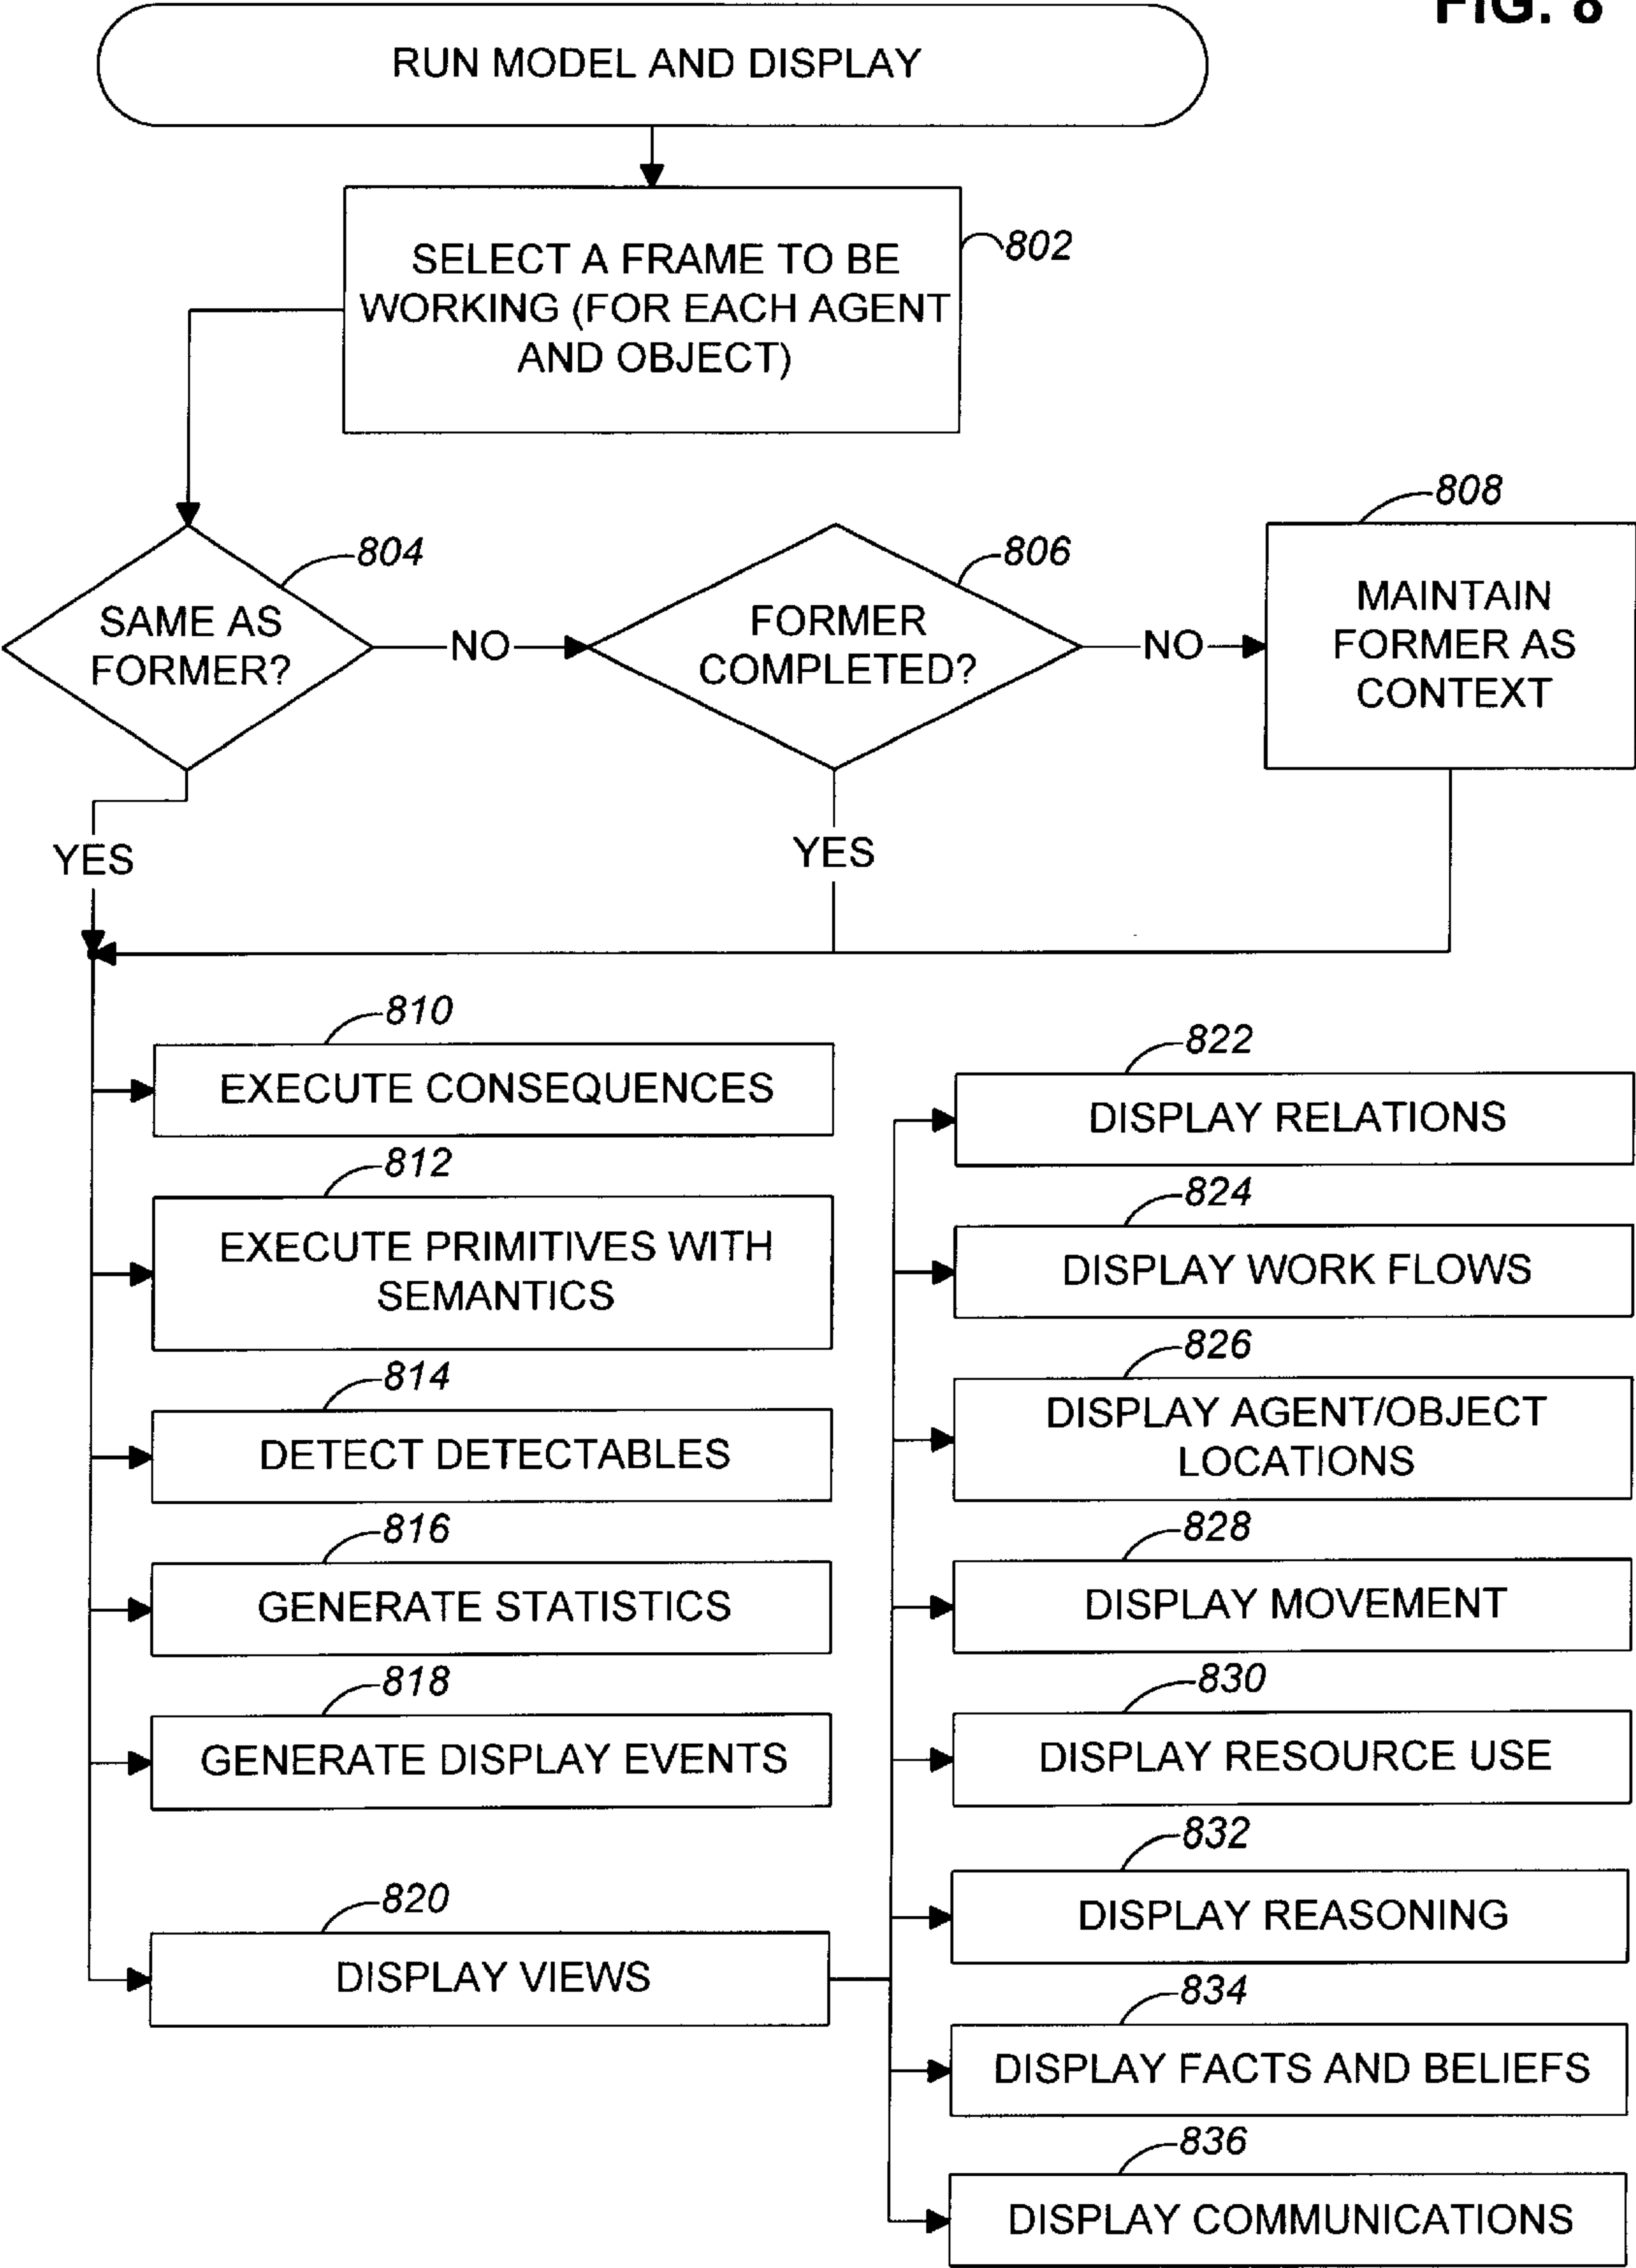 FIG. 8
RUN MODEL AND DISPLAY
802
SELECT A FRAME TO BE
WORKING (FOR EACH AGENT
AND OBJECT)
804
SAME AS
FORMER?
NO
806
FORMER
COMPLETED?
NO
808
MAINTAIN
FORMER AS
CONTEXT
YES
YES
810
EXECUTE CONSEQUENCES
812
EXECUTE PRIMITIVES WITH
SEMANTICS
814
DETECT DETECTABLES
816
GENERATE STATISTICS
818
GENERATE DISPLAY EVENTS
820
DISPLAY VIEWS
822
DISPLAY RELATIONS
824
DISPLAY WORK FLOWS
826
DISPLAY AGENT/OBJECT
LOCATIONS
828
DISPLAY MOVEMENT
830
DISPLAY RESOURCE USE
832
DISPLAY REASONING
834
DISPLAY FACTS AND BELIEFS
836
DISPLAY COMMUNICATIONS